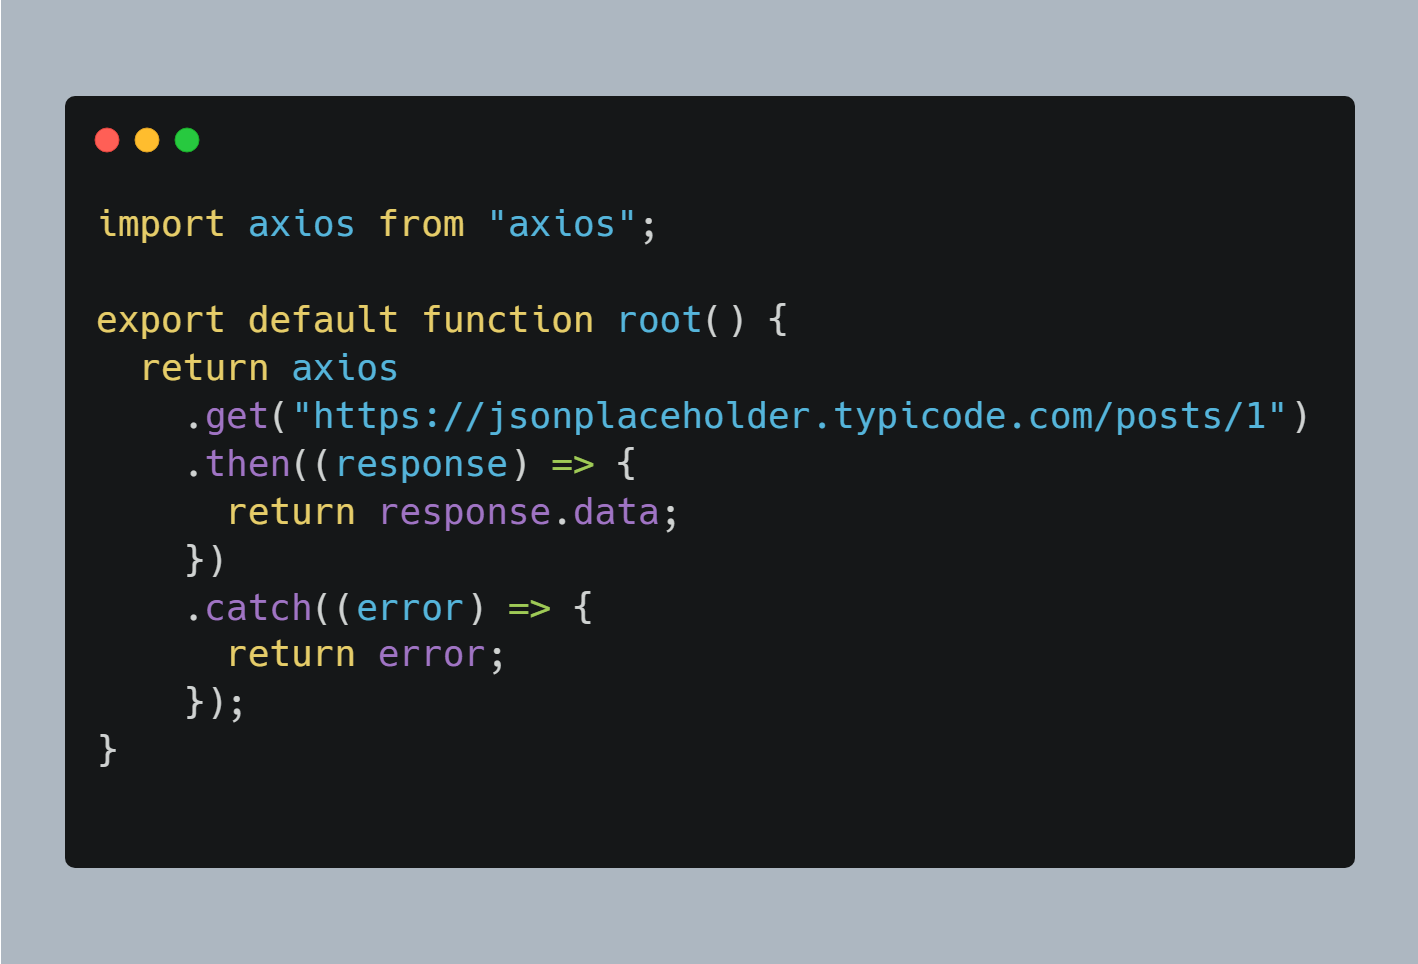 import axios from "axios";

export default function root() {
  return axios
    .get("https://jsonplaceholder.typicode.com/posts/1")
    .then((response) => {
      return response.data;
    })
    .catch((error) => {
      return error;
    });
}